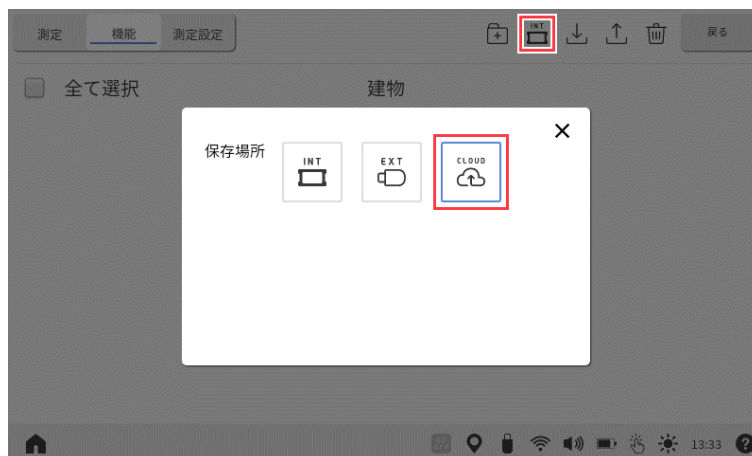 測定 機能 測定設定 INT 戻る
全て選択 建物
保存場所 INT EXT CLOUD
13:33 ?